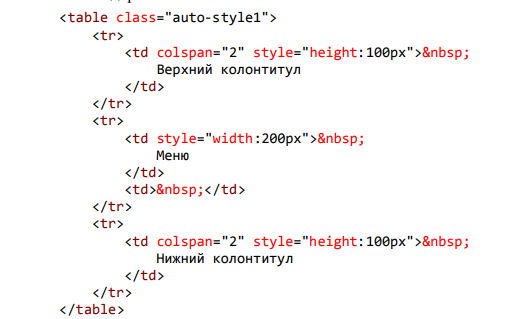 <table class="auto-style1">
    <tr>
        <td colspan="2" style="height:100px">&nbsp;
            Верхний колонтитул
        </td>
    </tr>
    <tr>
        <td style="width:200px">&nbsp;
            Меню
        </td>
        <td>&nbsp;</td>
    </tr>
    <tr>
        <td colspan="2" style="height:100px">&nbsp;
            Нижний колонтитул
        </td>
    </tr>
</table>